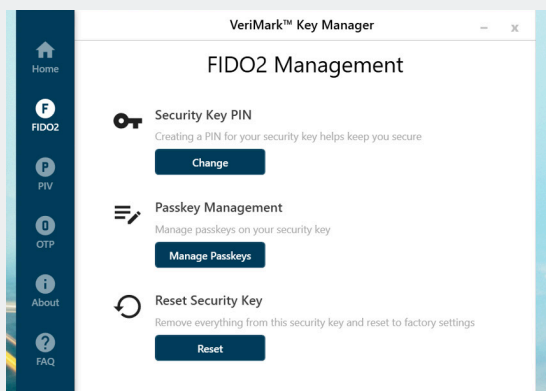 VeriMark™ Key Manager
– x
Home
FIDO2 Management
F
FIDO2
Security Key PIN
Creating a PIN for your security key helps keep you secure
Change
P
PIV
Passkey Management
Manage passkeys on your security key
Manage Passkeys
O
OTP
i
About
Reset Security Key
Remove everything from this security key and reset to factory settings
Reset
?
FAQ